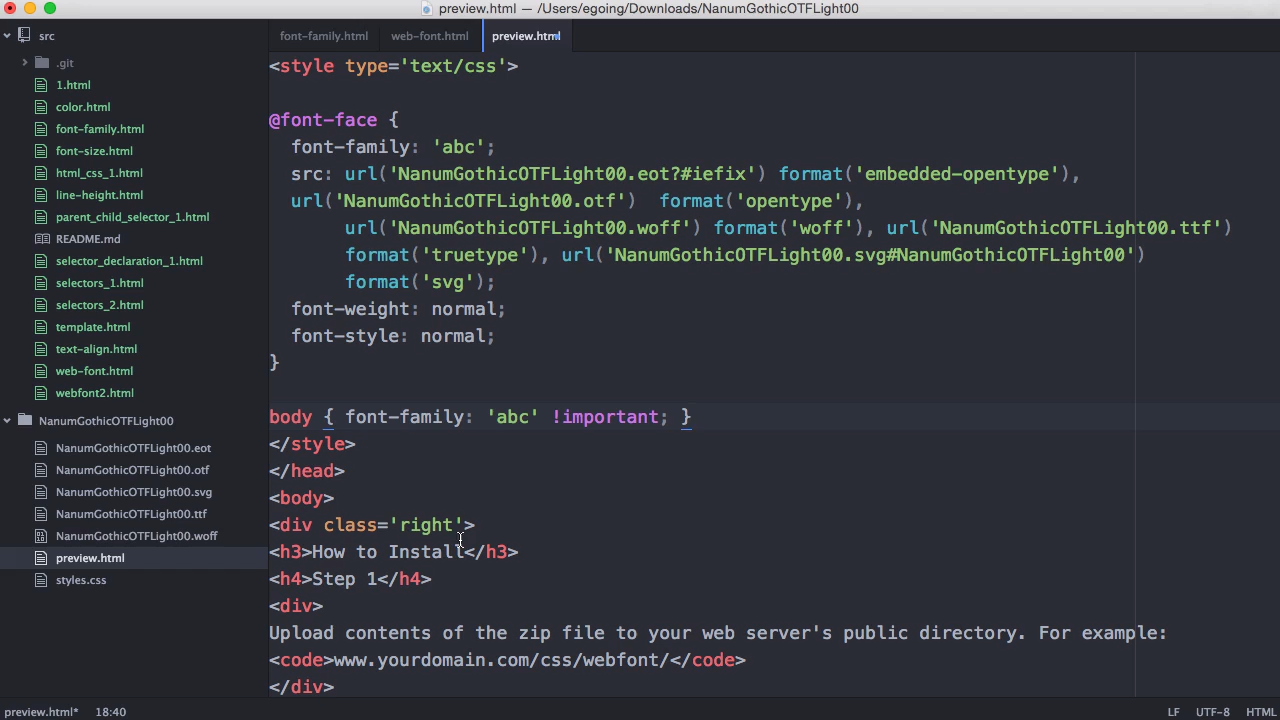 preview.html — /Users/egoing/Downloads/NanumGothicOTFLight00
src
.git
1.html
color.html
font-family.html
font-size.html
html_css_1.html
line-height.html
parent_child_selector_1.html
README.md
selector_declaration_1.html
selectors_1.html
selectors_2.html
template.html
text-align.html
web-font.html
webfont2.html
NanumGothicOTFLight00
NanumGothicOTFLight00.eot
NanumGothicOTFLight00.otf
NanumGothicOTFLight00.svg
NanumGothicOTFLight00.ttf
NanumGothicOTFLight00.woff
preview.html
styles.css
font-family.html web-font.html preview.html
<style type='text/css'>
@font-face {
font-family: 'abc';
src: url('NanumGothicOTFLight00.eot?#iefix') format('embedded-opentype'),
url('NanumGothicOTFLight00.otf')  format('opentype'),
url('NanumGothicOTFLight00.woff') format('woff'), url('NanumGothicOTFLight00.ttf')
format('truetype'), url('NanumGothicOTFLight00.svg#NanumGothicOTFLight00')
format('svg');
font-weight: normal;
font-style: normal;
}
body { font-family: 'abc' !important; }
</style>
</head>
<body>
<div class='right'>
<h3>How to Install</h3>
<h4>Step 1</h4>
<div>
Upload contents of the zip file to your web server's public directory. For example:
<code>www.yourdomain.com/css/webfont/</code>
</div>
preview.html* 18:40 LF UTF-8 HTML